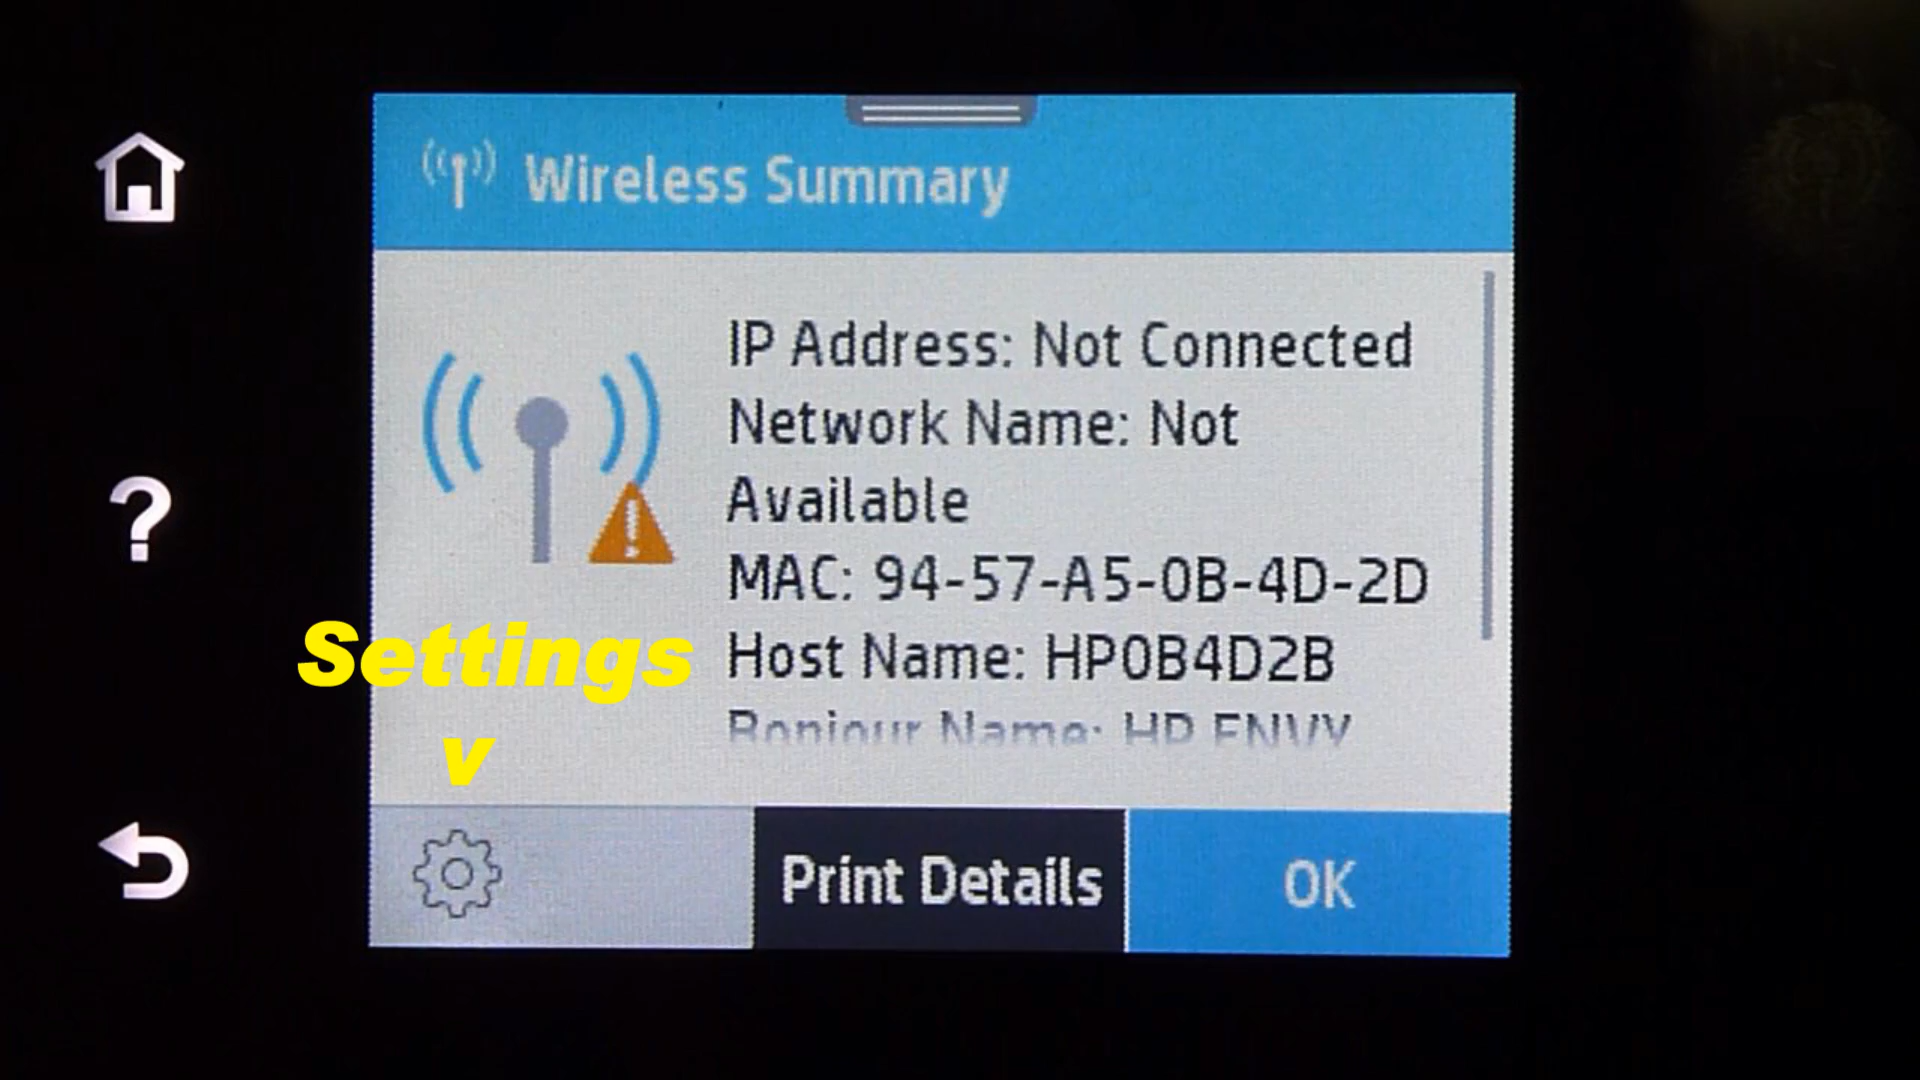 Wireless Summary
IP Address: Not Connected
Network Name: Not
Available
MAC: 94-57-A5-0B-4D-2D
Host Name: HP0B4D2B
Bonjour Name: HP ENVY
Settings
v
Print Details
OK
?